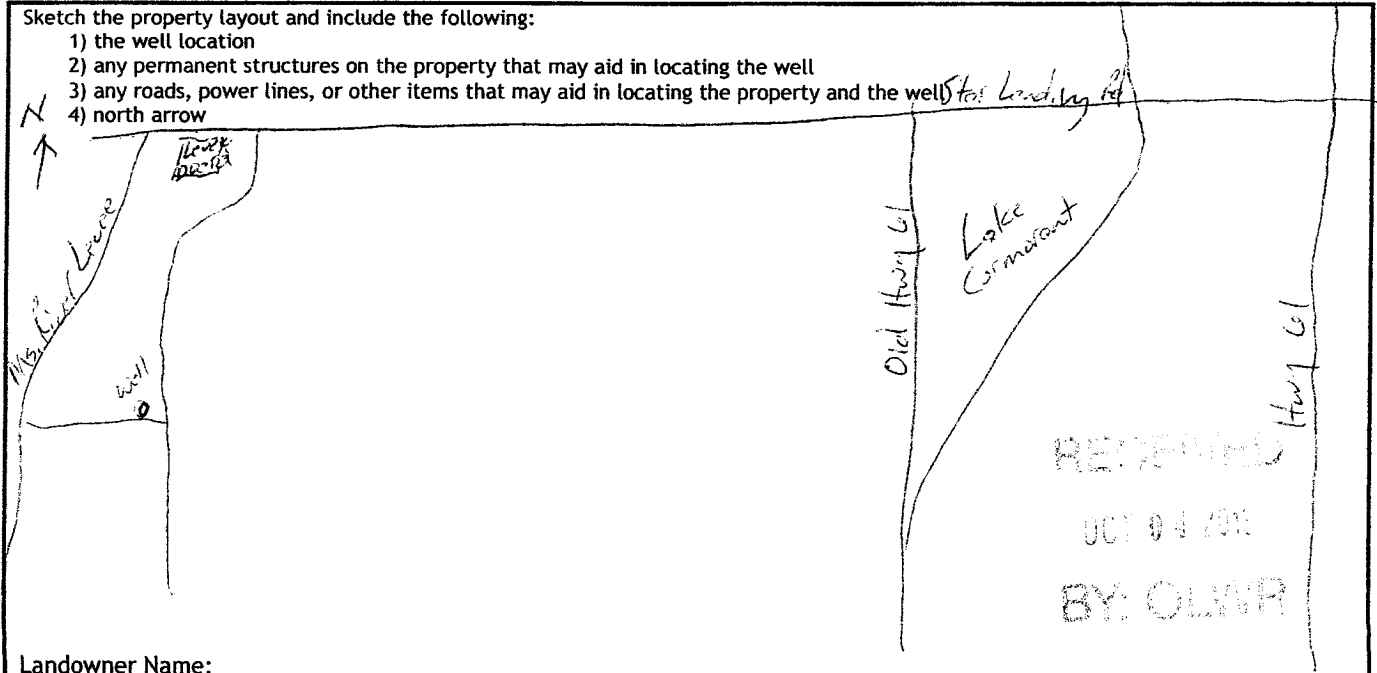 Sketch the property layout and include the following:
1) the well location
2) any permanent structures on the property that may aid in locating the well
3) any roads, power lines, or other items that may aid in locating the property and the well
4) north arrow
N
Star Landing Rd
Ms. River Levee
well
Old Hwy 61
Lake
Cormorant
Hwy 61
RECEIVED
OCT 04
BY: OLWR
Landowner Name: